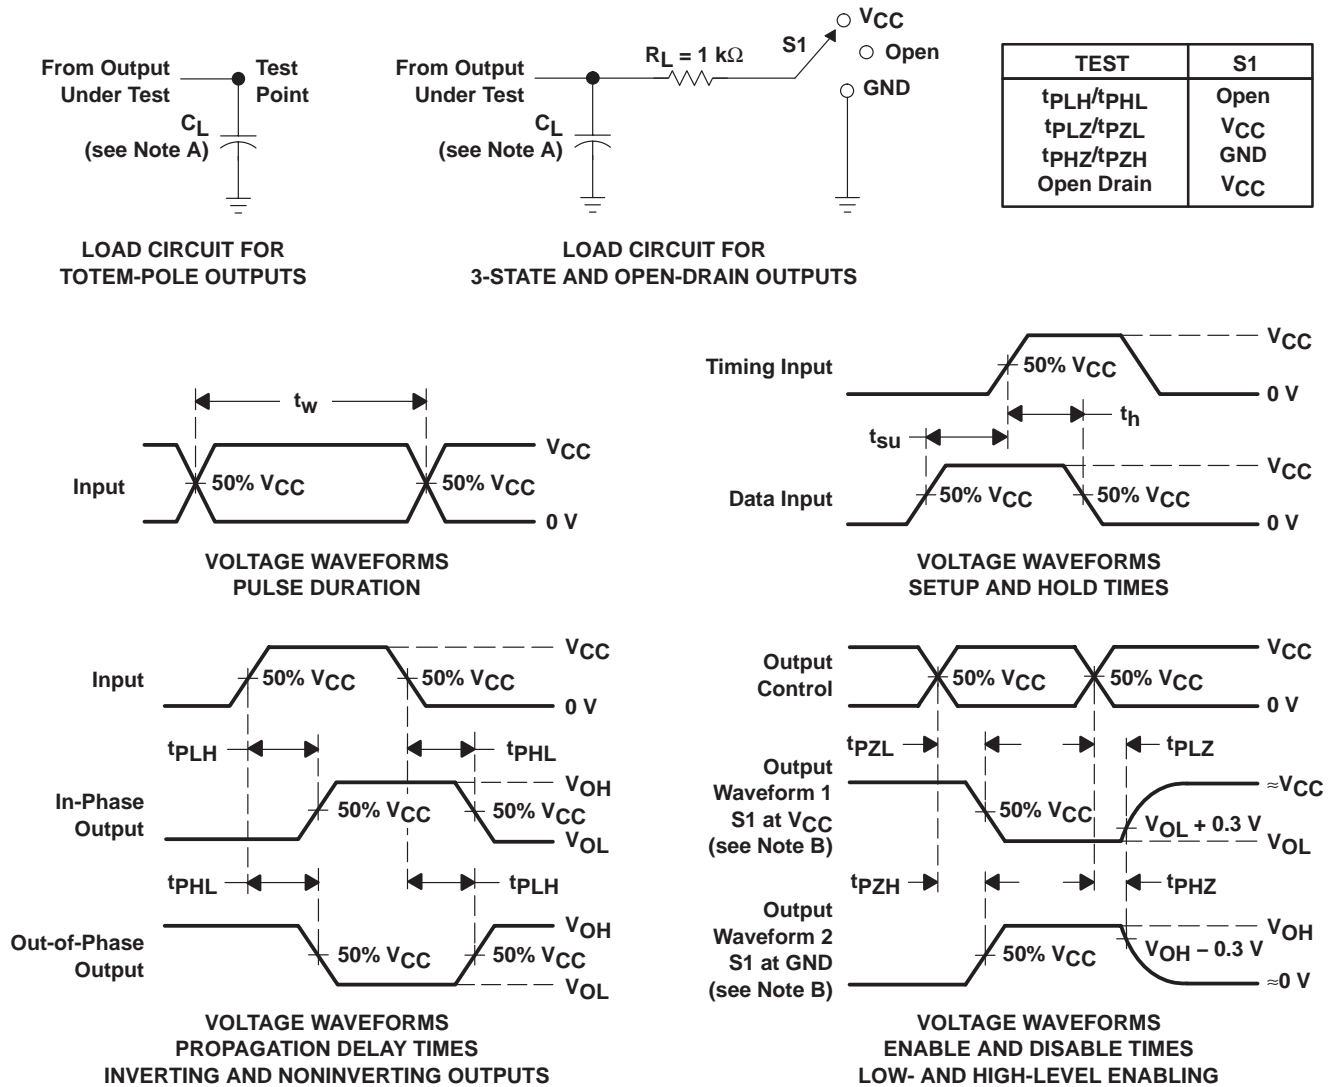 From Output
Under Test
Test
Point
CL
(see Note A)
LOAD CIRCUIT FOR
TOTEM-POLE OUTPUTS
From Output
Under Test
RL = 1 kΩ
S1
VCC
Open
GND
CL
(see Note A)
LOAD CIRCUIT FOR
3-STATE AND OPEN-DRAIN OUTPUTS
TEST S1
tPLH/tPHL Open
tPLZ/tPZL VCC
tPHZ/tPZH GND
Open Drain VCC
tw
Input
50% VCC
50% VCC
VCC
0 V
VOLTAGE WAVEFORMS
PULSE DURATION
Timing Input
50% VCC
VCC
0 V
tsu
th
Data Input
50% VCC
50% VCC
VCC
0 V
VOLTAGE WAVEFORMS
SETUP AND HOLD TIMES
Input
50% VCC
50% VCC
VCC
0 V
tPLH
tPHL
In-Phase
Output
50% VCC
50% VCC
VOH
VOL
tPHL
tPLH
Out-of-Phase
Output
50% VCC
50% VCC
VOH
VOL
VOLTAGE WAVEFORMS
PROPAGATION DELAY TIMES
INVERTING AND NONINVERTING OUTPUTS
Output
Control
50% VCC
50% VCC
VCC
0 V
tPZL
tPLZ
Output
Waveform 1
S1 at VCC
(see Note B)
50% VCC
VOL + 0.3 V
≈VCC
VOL
tPZH
tPHZ
Output
Waveform 2
S1 at GND
(see Note B)
50% VCC
VOH – 0.3 V
VOH
≈0 V
VOLTAGE WAVEFORMS
ENABLE AND DISABLE TIMES
LOW- AND HIGH-LEVEL ENABLING